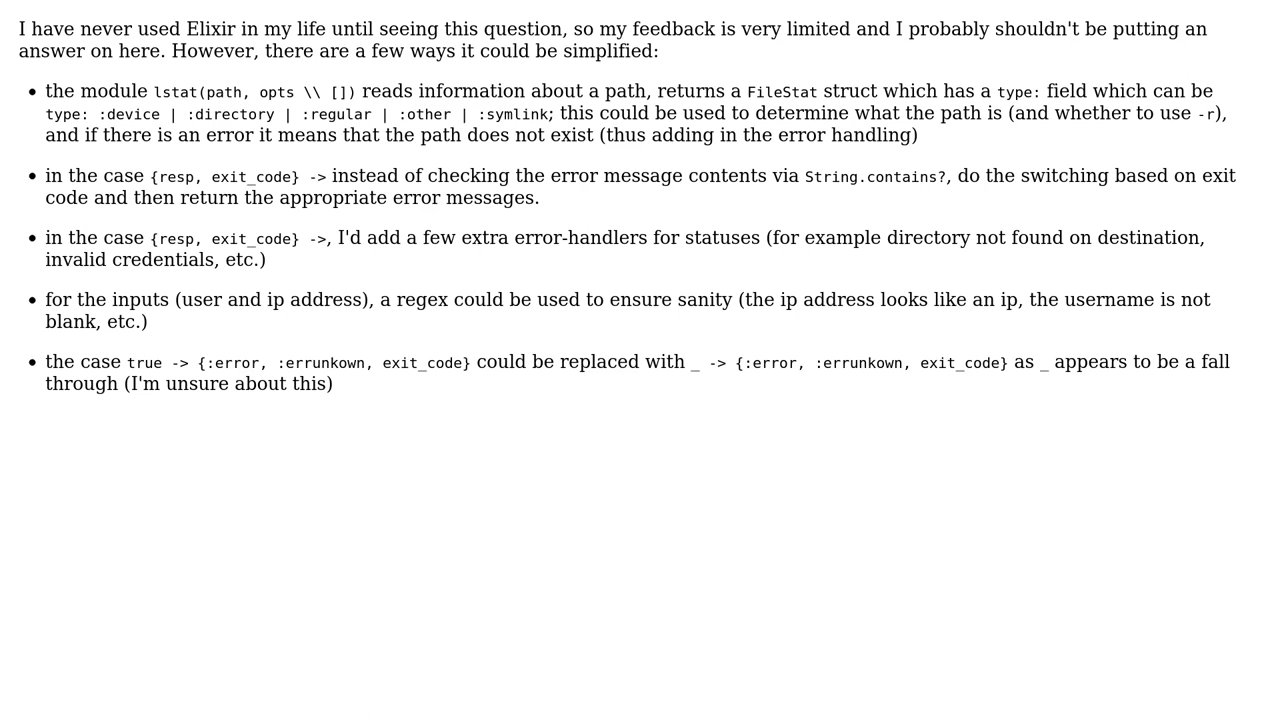 I have never used Elixir in my life until seeing this question, so my feedback is very limited and I probably shouldn't be putting an
answer on here. However, there are a few ways it could be simplified:
• the module lstat(path, opts \\ []) reads information about a path, returns a FileStat struct which has a type: field which can be
type: :device | :directory | :regular | :other | :symlink; this could be used to determine what the path is (and whether to use -r),
and if there is an error it means that the path does not exist (thus adding in the error handling)
• in the case {resp, exit_code} -> instead of checking the error message contents via String.contains?, do the switching based on exit
code and then return the appropriate error messages.
• in the case {resp, exit_code} ->, I'd add a few extra error-handlers for statuses (for example directory not found on destination,
invalid credentials, etc.)
• for the inputs (user and ip address), a regex could be used to ensure sanity (the ip address looks like an ip, the username is not
blank, etc.)
• the case true -> {:error, :errunkown, exit_code} could be replaced with _ -> {:error, :errunkown, exit_code} as _ appears to be a fall
through (I'm unsure about this)